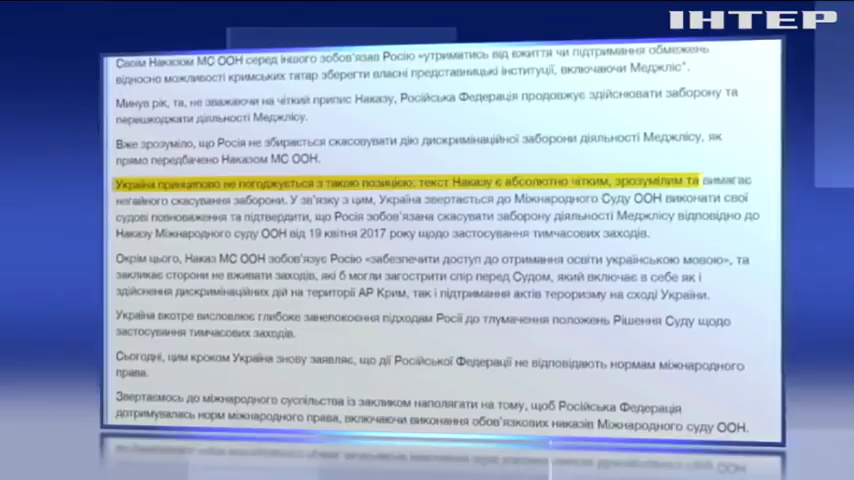 ІНТЕР
Своїм Наказом МС ООН серед іншого зобов'язав Росію «утриматись від вжиття чи підтримання обмежень
відносно можливості кримських татар зберегти власні представницькі інституції, включаючи Меджліс".
Минув рік, та, не зважаючи на чіткий припис Наказу, Російська Федерація продовжує здійснювати заборону та
перешкоджати діяльності Меджлісу.
Вже зрозуміло, що Росія не збирається скасовувати дію дискримінаційної заборони діяльності Меджлісу, як
прямо передбачено Наказом МС ООН.
Україна принципово не погоджується з такою позицією: текст Наказу є абсолютно чітким, зрозумілим та вимагає
негайного скасування заборони. У зв'язку з цим, Україна звертається до Міжнародного Суду ООН виконати свої
судові повноваження та підтвердити, що Росія зобов'язана скасувати заборону діяльності Меджлісу відповідно до
Наказу Міжнародного суду ООН від 19 квітня 2017 року щодо застосування тимчасових заходів.
Окрім цього, Наказ МС ООН зобов'язує Росію «забезпечити доступ до отримання освіти українською мовою», та
закликає сторони не вживати заходів, які б могли загострити спір перед Судом, який включає в себе як і
здійснення дискримінаційних дій на території АР Крим, так і підтримання актів тероризму на сході України.
Україна вкотре висловлює глибоке занепокоєння підходам Росії до тлумачення положень Рішення Суду щодо
застосування тимчасових заходів.
Сьогодні, цим кроком Україна знову заявляє, що дії Російської Федерації не відповідають нормам міжнародного
права.
Звертаємось до міжнародного суспільства із закликом наполягати на тому, щоб Російська Федерація
дотримувалась норм міжнародного права, включаючи виконання обов'язкових наказів Міжнародного суду ООН.